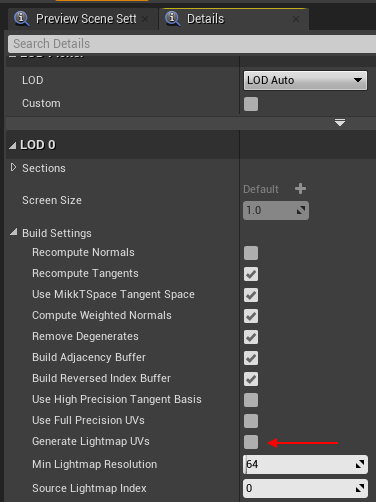 Preview Scene Sett
Details
Search Details
LOD
LOD Auto
Custom
LOD 0
Sections
Screen Size
Default
1.0
Build Settings
Recompute Normals
Recompute Tangents
Use MikkTSpace Tangent Space
Compute Weighted Normals
Remove Degenerates
Build Adjacency Buffer
Build Reversed Index Buffer
Use High Precision Tangent Basis
Use Full Precision UVs
Generate Lightmap UVs
Min Lightmap Resolution
64
Source Lightmap Index
0